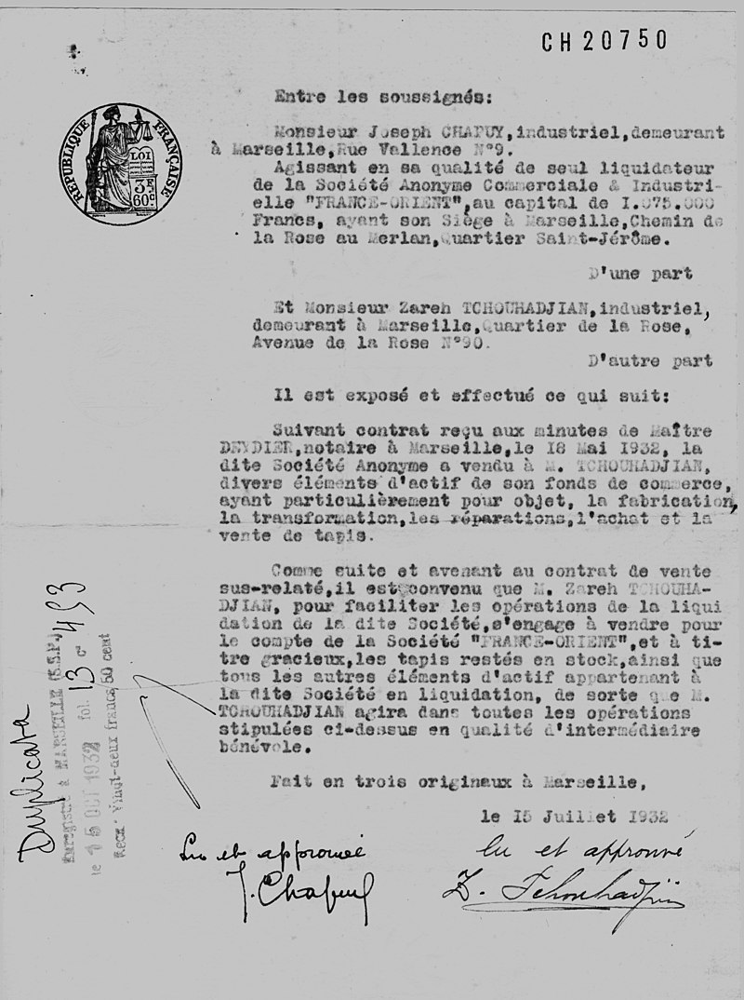 CH20750
RÉPUBLIQUE FRANÇAISE
LOI
3F
60c
Entre les soussignés:
Monsieur Joseph CHAPUY,industriel,demeurant
à Marseille,Rue Vallence N°9.
Agissant en sa qualité de seul liquidateur
de la Société Anonyme Commerciale & Industri-
elle "FRANCE-ORIENT",au capital de I.075.000
Francs, ayant son Siège à Marseille,Chemin de
la Rose au Merlan,Quartier Saint-Jérôme.
D'une part
Et Monsieur Zareh TCHOUHADJIAN,industriel,
demeurant à Marseille,Quartier de la Rose,
Avenue de la Rose N°90.
D'autre part
Il est exposé et effectué ce qui suit:
Suivant contrat reçu aux minutes de Maître
DEYDIER,notaire à Marseille,le 18 Mai 1932, la
dite Société Anonyme a vendu à M. TCHOUHADJIAN,
divers éléments d'actif de son fonds de commerce,
ayant particulièrement pour objet, la fabrication,
la transformation,les réparations,l'achat et la
vente de tapis.
Comme suite et avenant au contrat de vente
sus-relaté,il est convenu que M. Zareh TCHOUHA-
DJIAN, pour faciliter les opérations de la liqui
dation de la dite Société,s'engage à vendre pour
le compte de la Société "FRANCE-ORIENT",et à ti-
tre gracieux,les tapis restés en stock,ainsi que
tous les autres éléments d'actif appartenant à
la dite Société en liquidation, de sorte que M.
TCHOUHADJIAN agira dans toutes les opérations
stipulées ci-dessus en qualité d'intermédiaire
bénévole.
Fait en trois originaux à Marseille,
le 15 Juillet 1932
Lu et approuvé
J. Chapuy
lu et approuvé
Z. Tchouhadjian
Duplicata
Enregistré à MARSEILLE (S.S.P.)
le 15 OCT 1932 fol. 13 c° 453
Reçu: Vingt-deux francs 50 cent